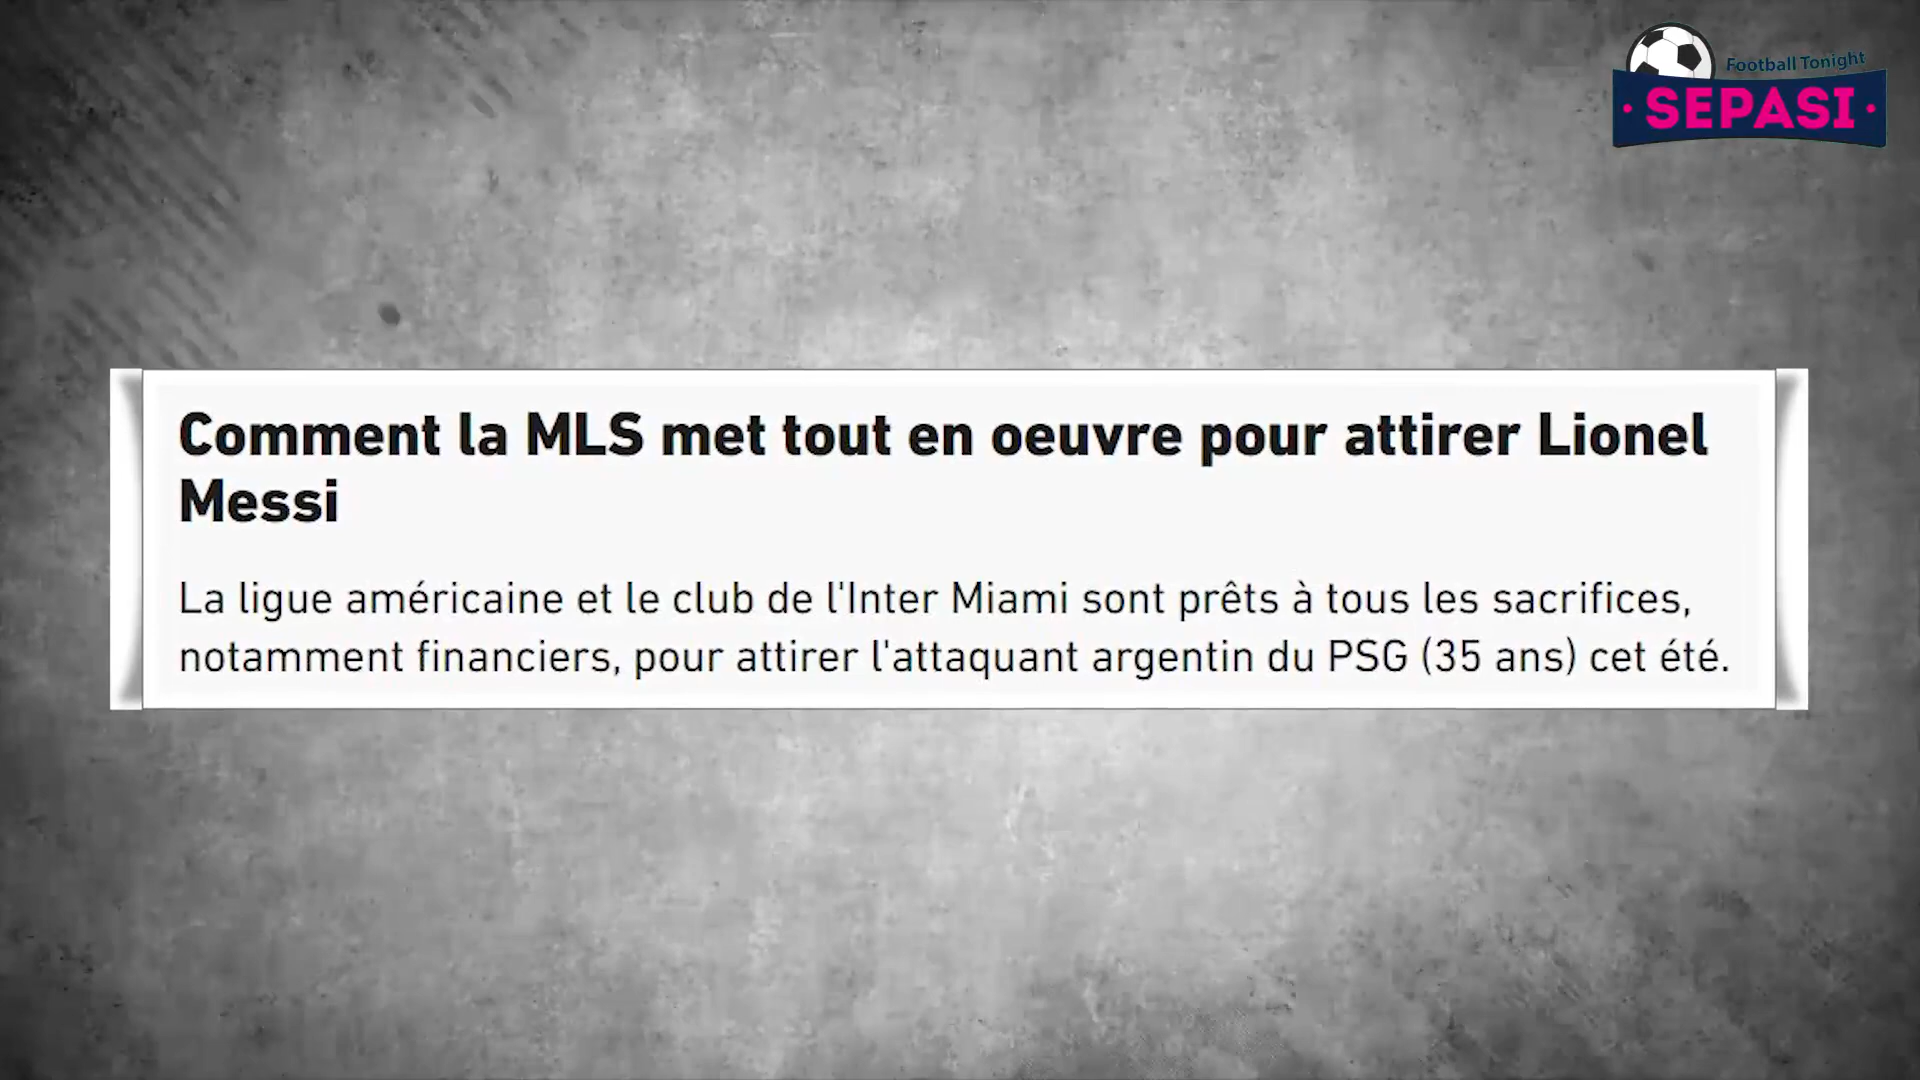 Football Tonight
SEPASI
Comment la MLS met tout en oeuvre pour attirer Lionel
Messi
La ligue américaine et le club de l'Inter Miami sont prêts à tous les sacrifices,
notamment financiers, pour attirer l'attaquant argentin du PSG (35 ans) cet été.